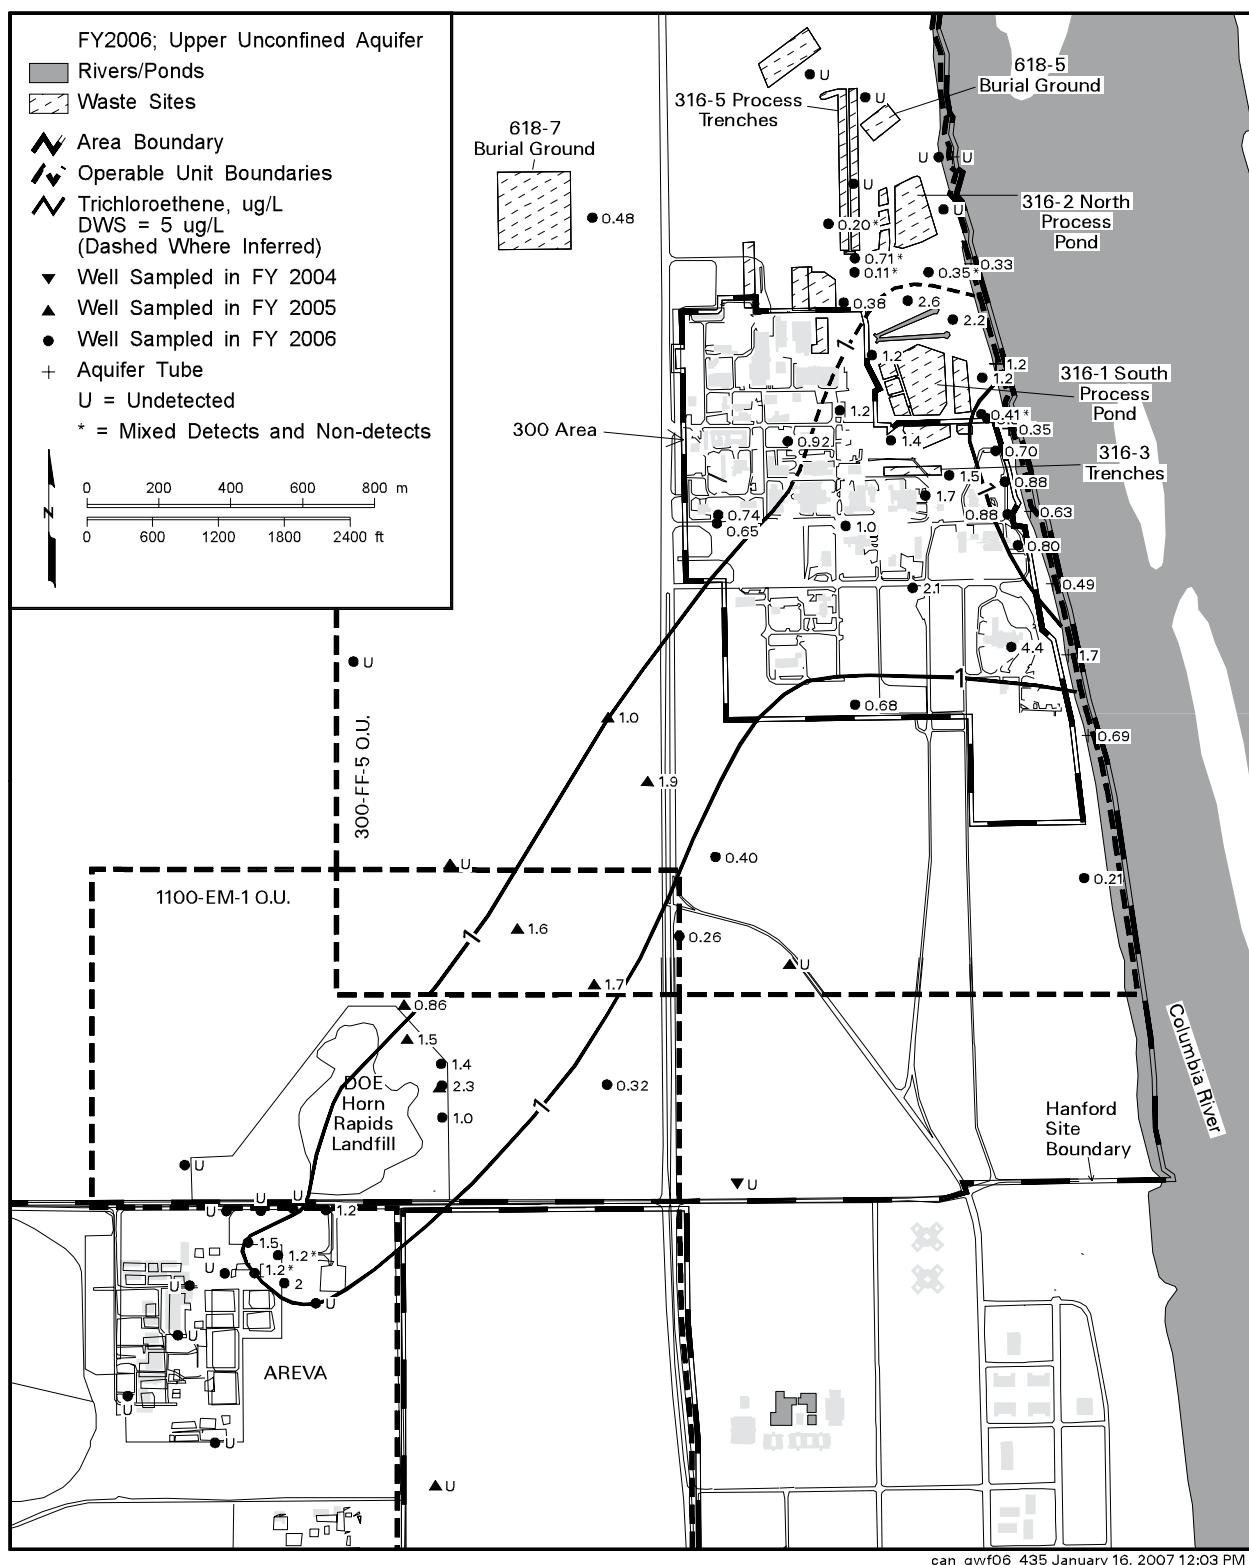 FY2006; Upper Unconfined Aquifer
Rivers/Ponds
Waste Sites
Area Boundary
Operable Unit Boundaries
Trichloroethene, ug/L
DWS = 5 ug/L
(Dashed Where Inferred)
Well Sampled in FY 2004
Well Sampled in FY 2005
Well Sampled in FY 2006
Aquifer Tube
U = Undetected
* = Mixed Detects and Non-detects
N
0 200 400 600 800 m
0 600 1200 1800 2400 ft
U
618-5
Burial Ground
316-5 Process
Trenches
U
618-7
Burial Ground
U
U
U
316-2 North
Process
Pond
U
0.48
0.20 *
0.71 *
0.33
0.11 *
0.35 *
0.38
2.6
2.2
1
1.2
1.2
1.2
316-1 South
Process
Pond
1.2
0.41 *
0.35
300 Area
0.92
1.4
0.70
316-3
Trenches
1.5
0.88
1
1.7
0.74
0.88
0.63
0.65
1.0
0.80
0.49
2.1
4.4
1.7
U
1
0.68
1.0
0.69
300-FF-5 O.U.
1.9
0.40
U
0.21
1100-EM-1 O.U.
1
1.6
0.26
U
1.7
0.86
1.5
1.4
DOE
Horn
Rapids
Landfill
2.3
0.32
1.0
1
Columbia River
Hanford
Site
Boundary
U
U
U
U
U
1.2
1.5
1.2 *
U
1.2 *
U
2
U
U
AREVA
U
U
U
can_gwf06_435 January 16, 2007 12:03 PM